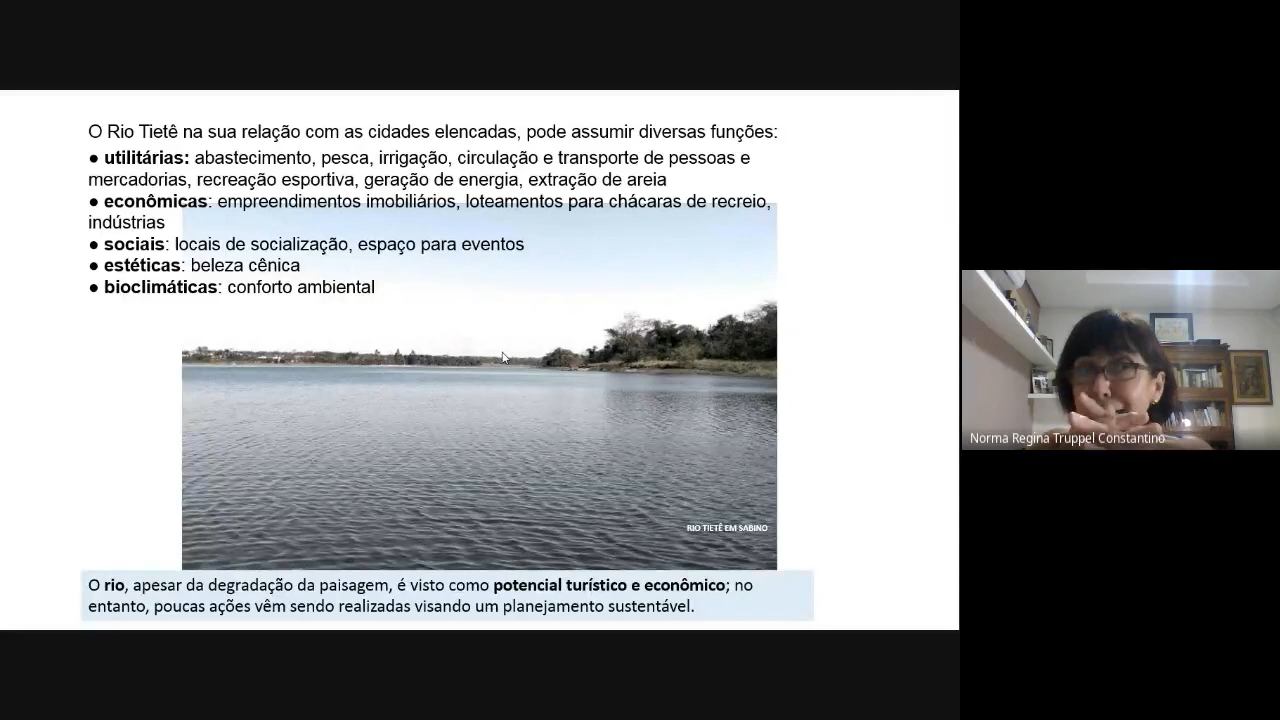 O Rio Tietê na sua relação com as cidades elencadas, pode assumir diversas funções:
● utilitárias: abastecimento, pesca, irrigação, circulação e transporte de pessoas e
mercadorias, recreação esportiva, geração de energia, extração de areia
● econômicas: empreendimentos imobiliários, loteamentos para chácaras de recreio,
indústrias
● sociais: locais de socialização, espaço para eventos
● estéticas: beleza cênica
● bioclimáticas: conforto ambiental
RIO TIETÊ EM SABINO
O rio, apesar da degradação da paisagem, é visto como potencial turístico e econômico; no
entanto, poucas ações vêm sendo realizadas visando um planejamento sustentável.
Norma Regina Truppel Constantino